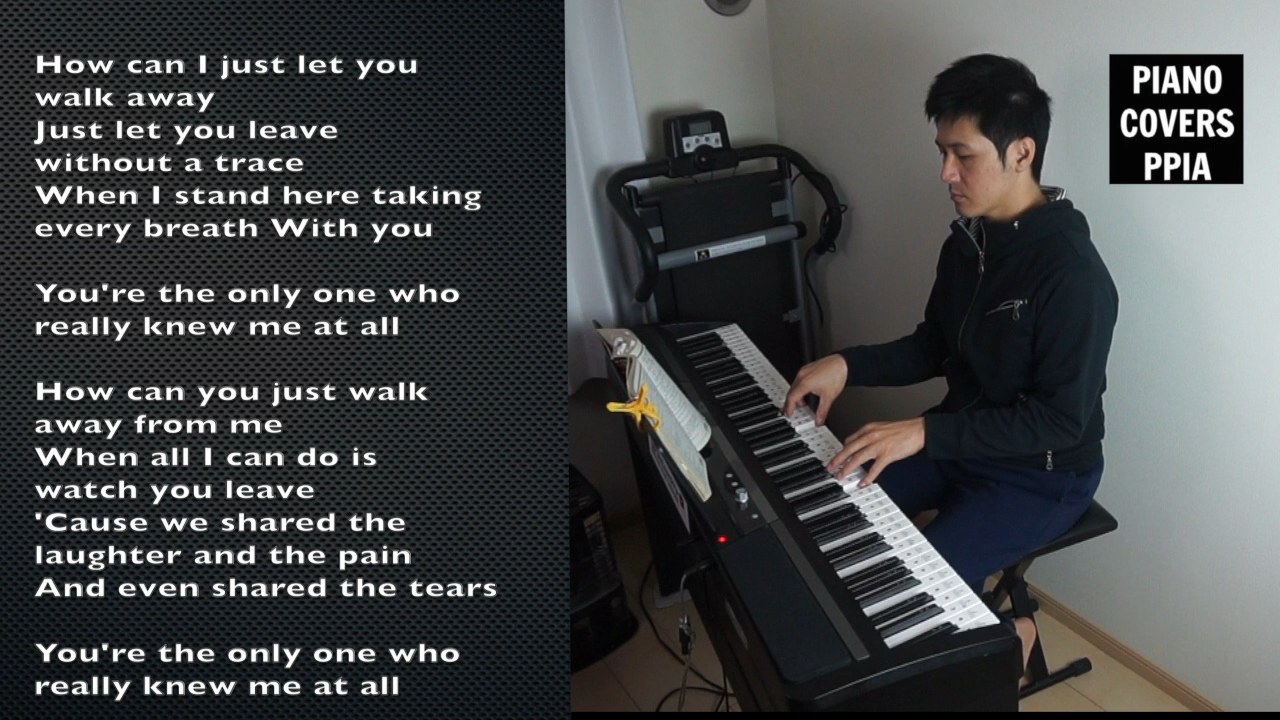 How can I just let you
walk away
Just let you leave
without a trace
When I stand here taking
every breath With you
You're the only one who
really knew me at all
How can you just walk
away from me
When all I can do is
watch you leave
'Cause we shared the
laughter and the pain
And even shared the tears
You're the only one who
really knew me at all
PIANO
COVERS
PPIA